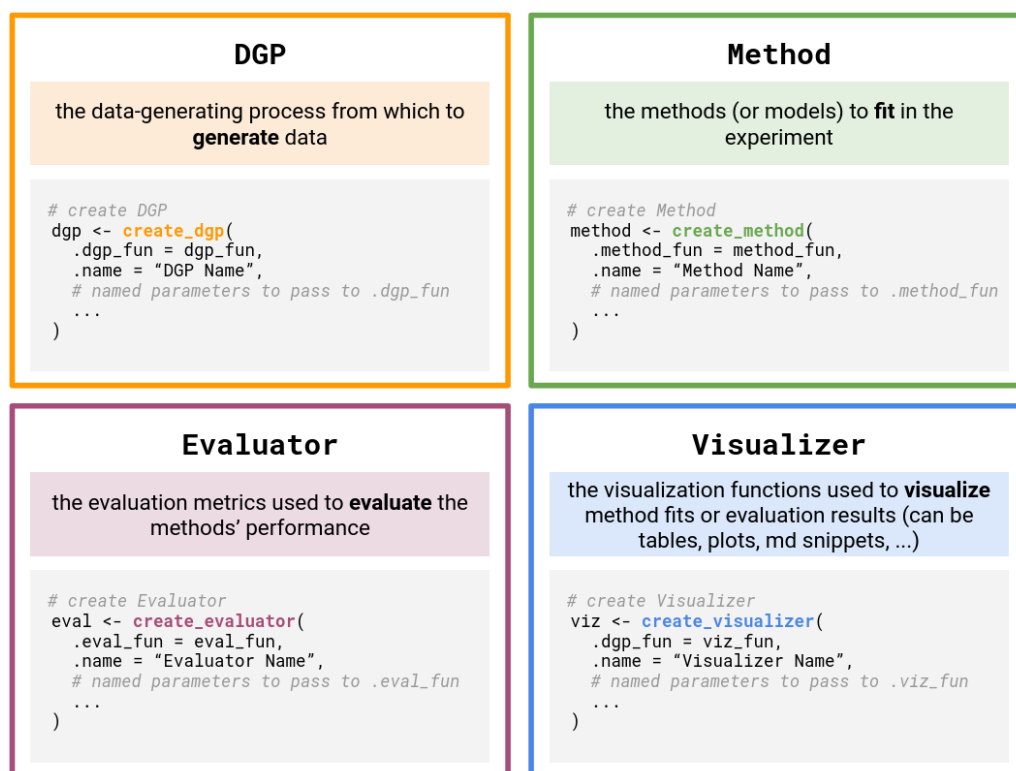 DGP
the data-generating process from which to
generate data
# create DGP
dgp <- create_dgp(
.dgp_fun = dgp_fun,
.name = “DGP Name”,
# named parameters to pass to .dgp_fun
...
)
Method
the methods (or models) to fit in the
experiment
# create Method
method <- create_method(
.method_fun = method_fun,
.name = “Method Name”,
# named parameters to pass to .method_fun
...
)
Evaluator
the evaluation metrics used to evaluate the
methods’ performance
# create Evaluator
eval <- create_evaluator(
.eval_fun = eval_fun,
.name = “Evaluator Name”,
# named parameters to pass to .eval_fun
...
)
Visualizer
the visualization functions used to visualize
method fits or evaluation results (can be
tables, plots, md snippets, ...)
# create Visualizer
viz <- create_visualizer(
.dgp_fun = viz_fun,
.name = “Visualizer Name”,
# named parameters to pass to .viz_fun
...
)